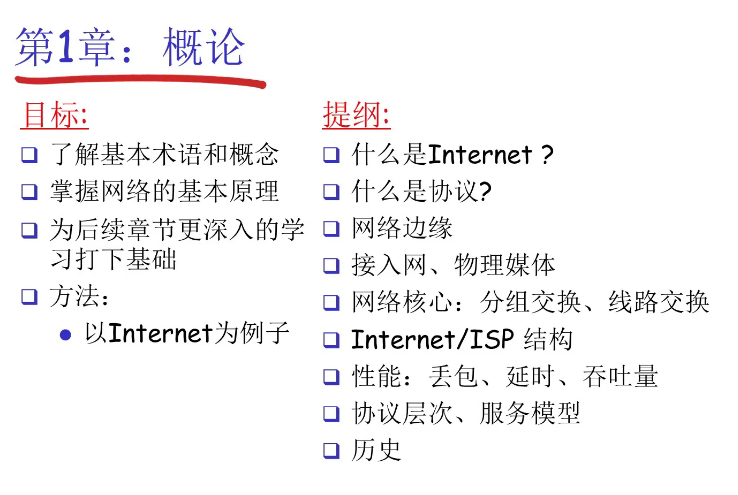 第1章：概论
目标:
了解基本术语和概念
掌握网络的基本原理
为后续章节更深入的学
习打下基础
方法：
以Internet为例子
提纲:
什么是Internet？
什么是协议?
网络边缘
接入网、物理媒体
网络核心：分组交换、线路交换
Internet/ISP 结构
性能：丢包、延时、吞吐量
协议层次、服务模型
历史